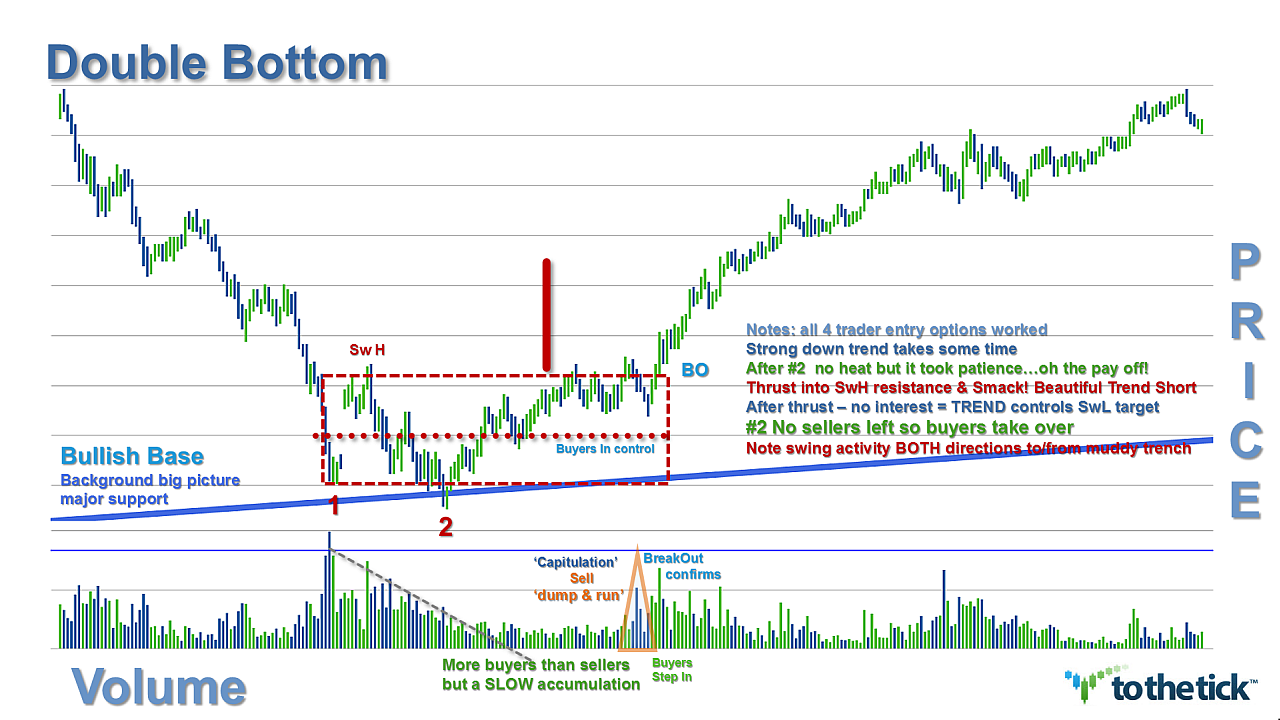 Double Bottom
PRICE
Notes: all 4 trader entry options worked
Strong down trend takes some time
Sw H
After #2 no heat but it took patience…oh the pay off!
BO
Thrust into SwH resistance & Smack! Beautiful Trend Short
After thrust – no interest = TREND controls SwL target
#2 No sellers left so buyers take over
Note swing activity BOTH directions to/from muddy trench
Buyers in control
Bullish Base
Background big picture
major support
1
2
‘Capitulation’
Sell
‘dump & run’
BreakOut
confirms
More buyers than sellers
but a SLOW accumulation
Buyers
Step In
Volume
tothetick™